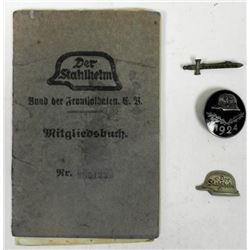 Der
Stahlhelm
Bund der Frontsoldaten. E. V.
Mitgliedsbuch.
Nr.
1924